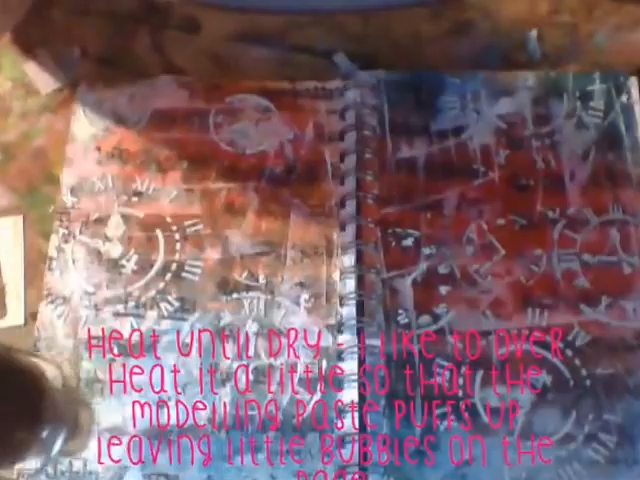 Heat until dry - I like to over
heat it a little so that the
modelling paste puffs up
leaving little bubbles on the